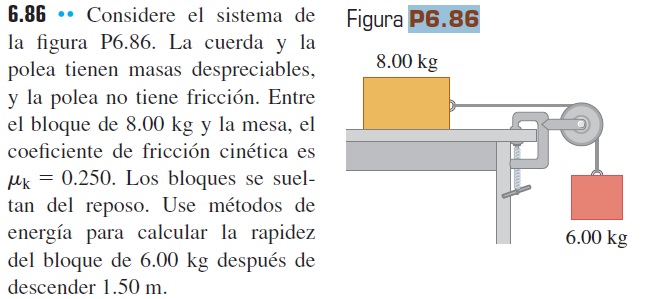 6.86 •• Considere el sistema de
la figura P6.86. La cuerda y la
polea tienen masas despreciables,
y la polea no tiene fricción. Entre
el bloque de 8.00 kg y la mesa, el
coeficiente de fricción cinética es
μk = 0.250. Los bloques se suel-
tan del reposo. Use métodos de
energía para calcular la rapidez
del bloque de 6.00 kg después de
descender 1.50 m.
Figura P6.86
8.00 kg
6.00 kg